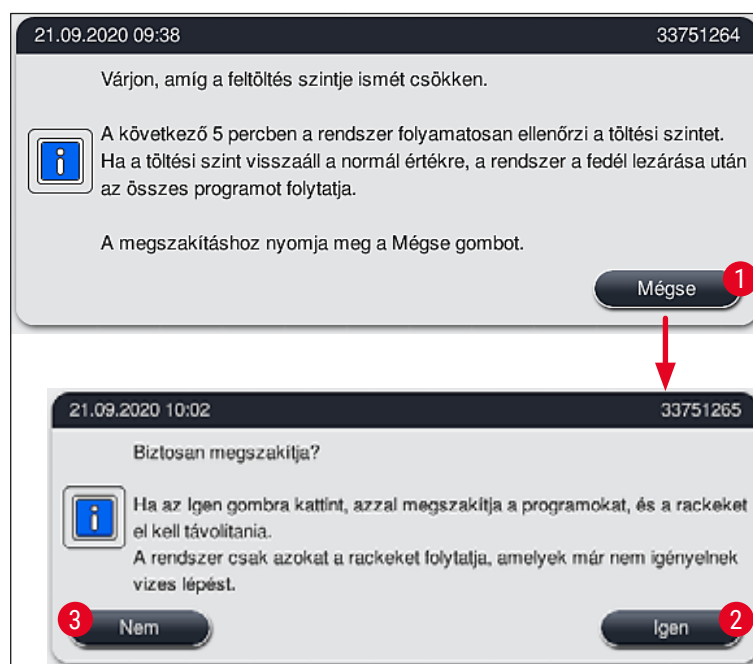 21.09.2020 09:38 33751264
Várjon, amíg a feltöltés szintje ismét csökken.
A következő 5 percben a rendszer folyamatosan ellenőrzi a töltési szintet.
Ha a töltési szint visszaáll a normál értékre, a rendszer a fedél lezárása után
az összes programot folytatja.
A megszakításhoz nyomja meg a Mégse gombot.
Mégse 1
21.09.2020 10:02 33751265
Biztosan megszakítja?
Ha az Igen gombra kattint, azzal megszakítja a programokat, és a rackeket
el kell távolítania.
A rendszer csak azokat a rackeket folytatja, amelyek már nem igényelnek
vizes lépést.
3 Nem Igen 2